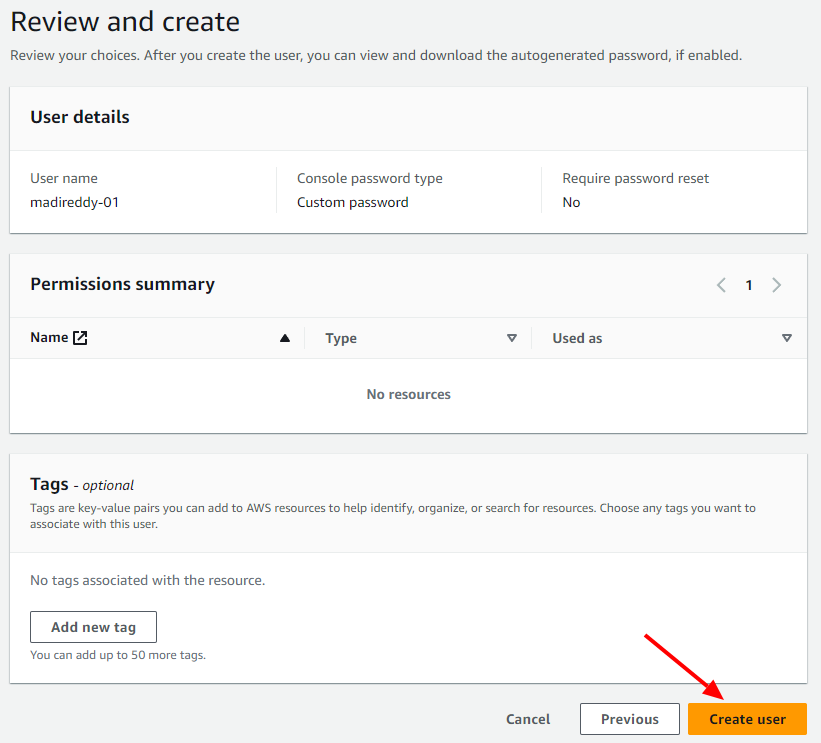 Review and create
Review your choices. After you create the user, you can view and download the autogenerated password, if enabled.
User details
User name
madireddy-01
Console password type
Custom password
Require password reset
No
Permissions summary
1
Name
Type
Used as
No resources
Tags - optional
Tags are key-value pairs you can add to AWS resources to help identify, organize, or search for resources. Choose any tags you want to
associate with this user.
No tags associated with the resource.
Add new tag
You can add up to 50 more tags.
Cancel
Previous
Create user